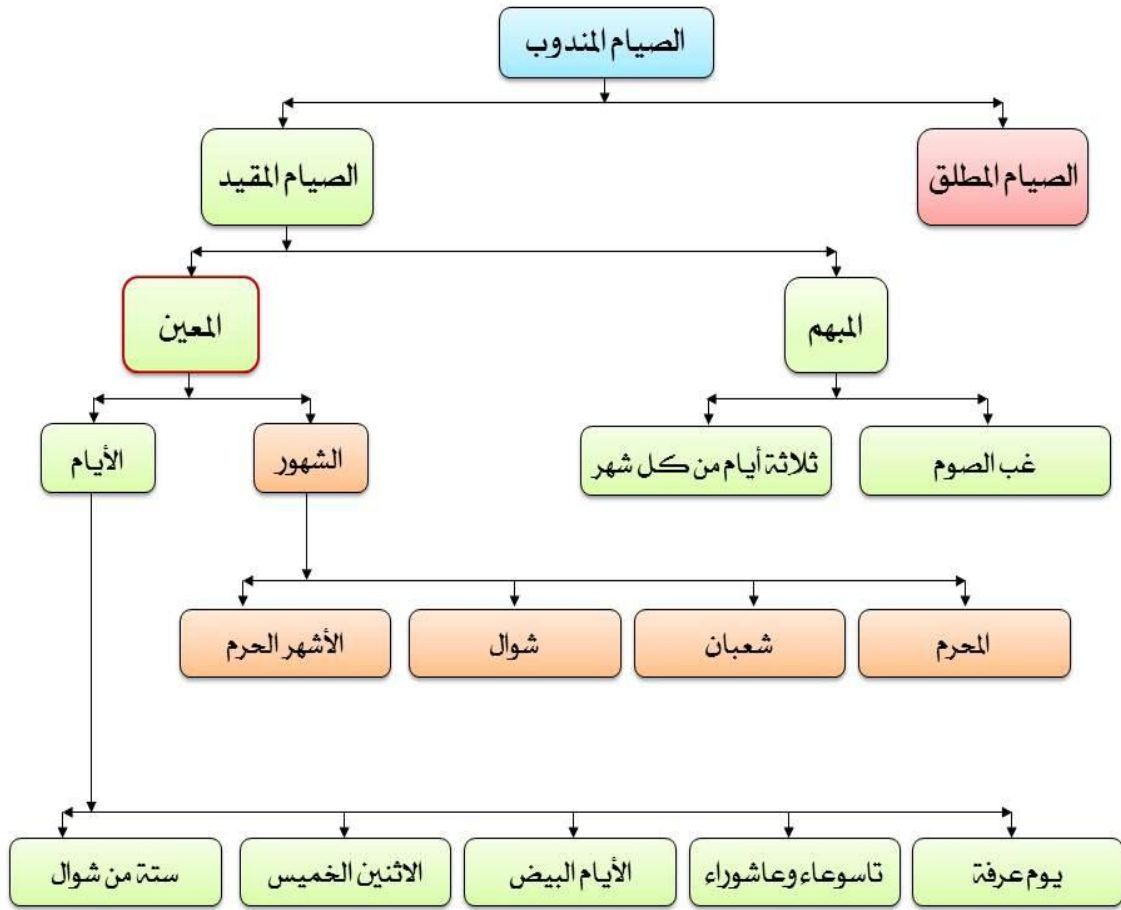 الصيام المندوب
الصيام المطلق
الصيام المقيد
المبهم
المعين
غب الصوم
ثلاثة أيام من كل شهر
الشهور
الأيام
المحرم
شعبان
شوال
الأشهر الحرم
يوم عرفة
تاسوعاء وعاشوراء
الأيام البيض
الاثنين الخميس
ستة من شوال